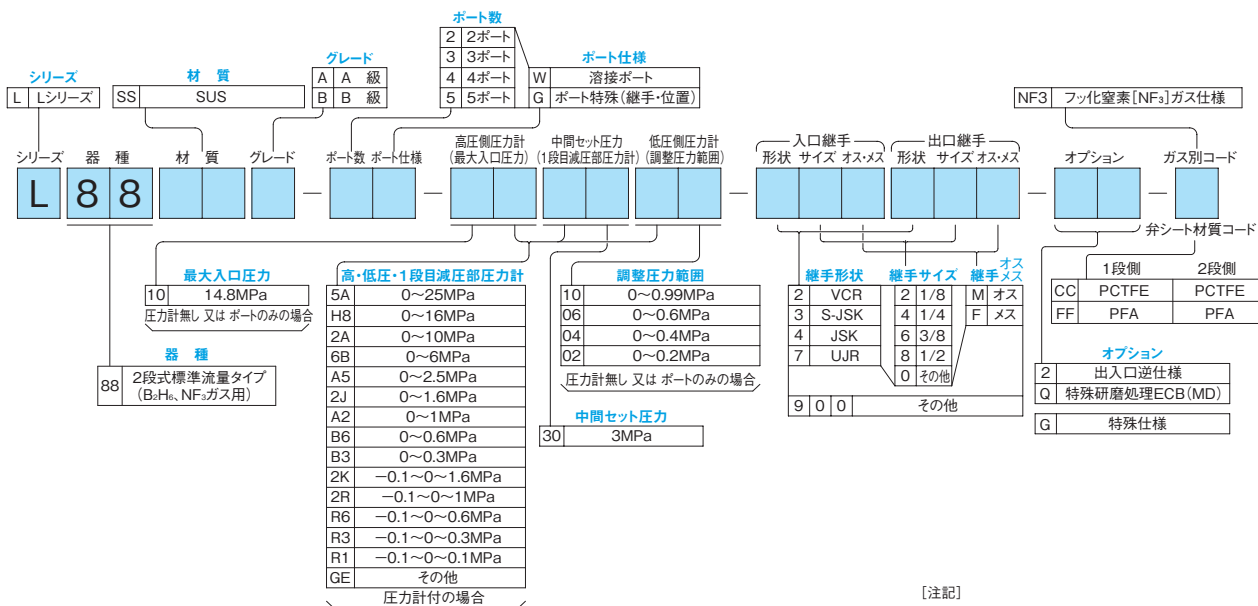 ポート数
2 2ポート
3 3ポート
4 4ポート
5 5ポート
ポート仕様
W 溶接ポート
G ポート特殊(継手・位置)
グレード
A A 級
B B 級
材 質
SS SUS
シリーズ
L Lシリーズ
NF3 フッ化窒素[NF₃]ガス仕様
シリーズ 器 種 材 質 グレード ポート数 ポート仕様
高圧側圧力計 (最大入口圧力)
中間セット圧力 (1段目減圧部圧力計)
低圧側圧力計 (調整圧力範囲)
入口継手
形状 サイズ オス・メス
出口継手
形状 サイズ オス・メス
オプション ガス別コード
L 8 8 — — — — —
弁シート材質コード
1段側 2段側
CC PCTFE PCTFE
FF PFA PFA
最大入口圧力
10 14.8MPa
圧力計無し 又は ポートのみの場合
器 種
88 2段式標準流量タイプ
(B₂H₆、NF₃ガス用)
高・低圧・1段目減圧部圧力計
5A 0～25MPa
H8 0～16MPa
2A 0～10MPa
6B 0～6MPa
A5 0～2.5MPa
2J 0～1.6MPa
A2 0～1MPa
B6 0～0.6MPa
B3 0～0.3MPa
2K −0.1～0～1.6MPa
2R −0.1～0～1MPa
R6 −0.1～0～0.6MPa
R3 −0.1～0～0.3MPa
R1 −0.1～0～0.1MPa
GE その他
圧力計付の場合
調整圧力範囲
10 0～0.99MPa
06 0～0.6MPa
04 0～0.4MPa
02 0～0.2MPa
圧力計無し 又は ポートのみの場合
中間セット圧力
30 3MPa
継手形状
2 VCR
3 S-JSK
4 JSK
7 UJR
継手サイズ
2 1/8
4 1/4
6 3/8
8 1/2
0 その他
継手 オス メス
M オス
F メス
9 0 0 その他
オプション
2 出入口逆仕様
Q 特殊研磨処理ECB(MD)
G 特殊仕様
[注記]